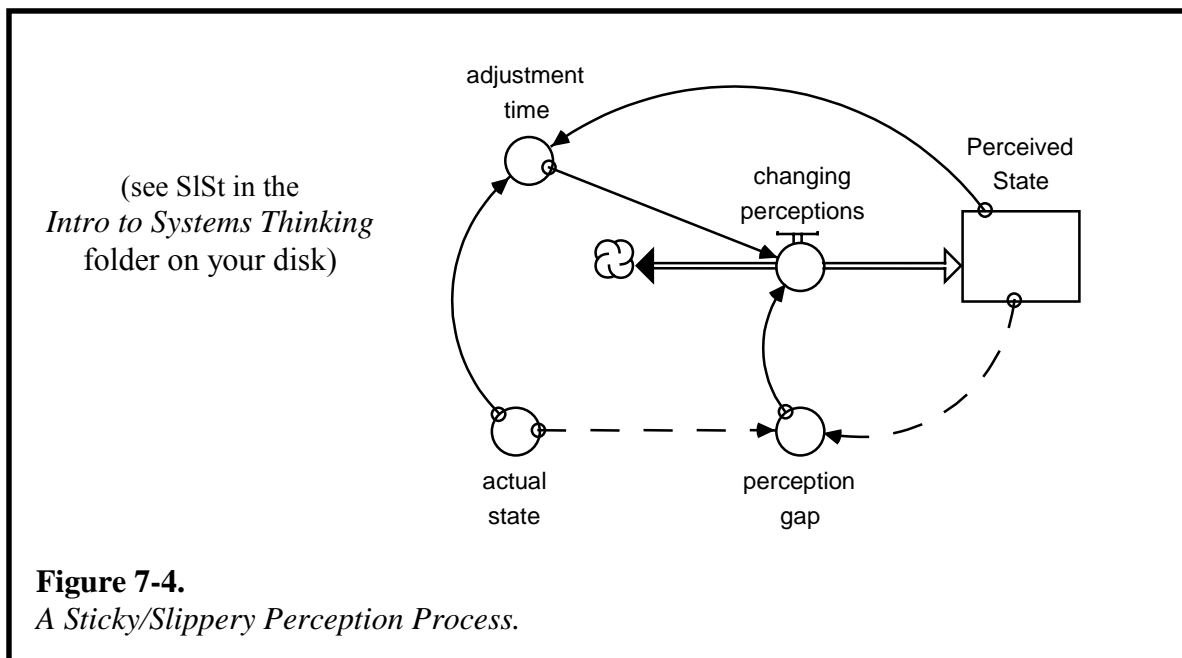 adjustment
time
(see SlSt in the
Intro to Systems Thinking
folder on your disk)
changing
perceptions
Perceived
State
actual
state
perception
gap
Figure 7-4.
A Sticky/Slippery Perception Process.